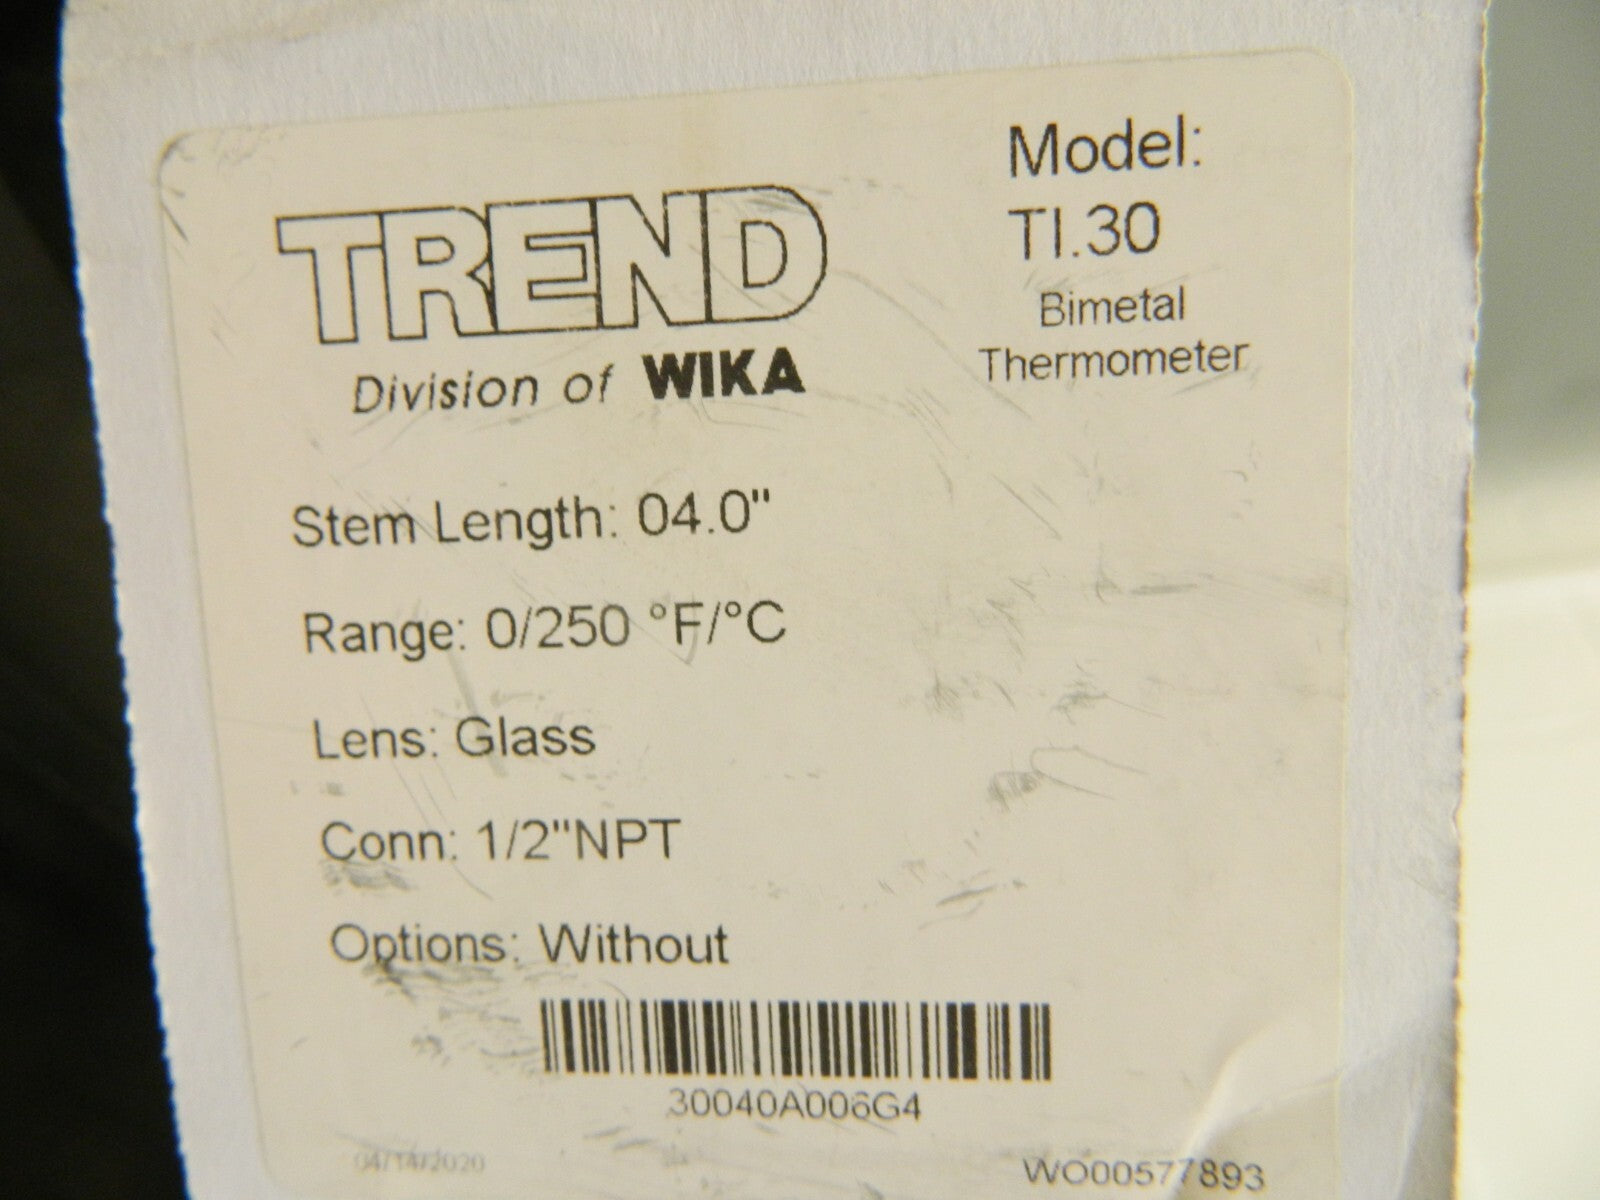 TREND
Division of WIKA
Model:
TI.30
Bimetal
Thermometer
Stem Length: 04.0"
Range: 0/250 °F/°C
Lens: Glass
Conn: 1/2"NPT
Options: Without
30040A006G4
04/14/2020
WO00577893